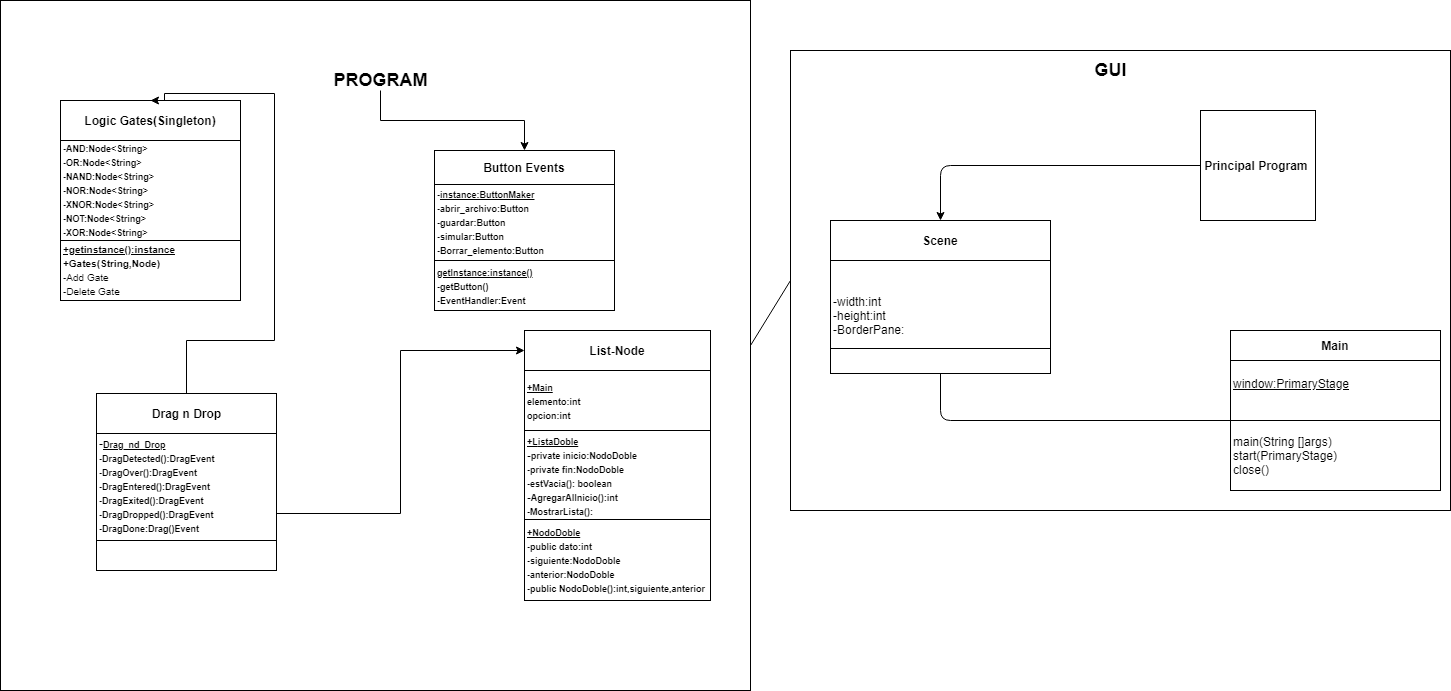 PROGRAM
Logic Gates(Singleton)
-AND:Node<String>
-OR:Node<String>
-NAND:Node<String>
-NOR:Node<String>
-XNOR:Node<String>
-NOT:Node<String>
-XOR:Node<String>
+getinstance():instance
+Gates(String,Node)
-Add Gate
-Delete Gate
Button Events
-instance:ButtonMaker
-abrir_archivo:Button
-guardar:Button
-simular:Button
-Borrar_elemento:Button
getInstance:instance()
-getButton()
-EventHandler:Event
Drag n Drop
-Drag_nd_Drop
-DragDetected():DragEvent
-DragOver():DragEvent
-DragEntered():DragEvent
-DragExited():DragEvent
-DragDropped():DragEvent
-DragDone:Drag()Event
List-Node
+Main
elemento:int
opcion:int
+ListaDoble
-private inicio:NodoDoble
-private fin:NodoDoble
-estVacia(): boolean
-AgregarAlInicio():int
-MostrarLista():
+NodoDoble
-public dato:int
-siguiente:NodoDoble
-anterior:NodoDoble
-public NodoDoble():int,siguiente,anterior
GUI
Principal Program
Scene
-width:int
-height:int
-BorderPane:
Main
window:PrimaryStage
main(String []args)
start(PrimaryStage)
close()